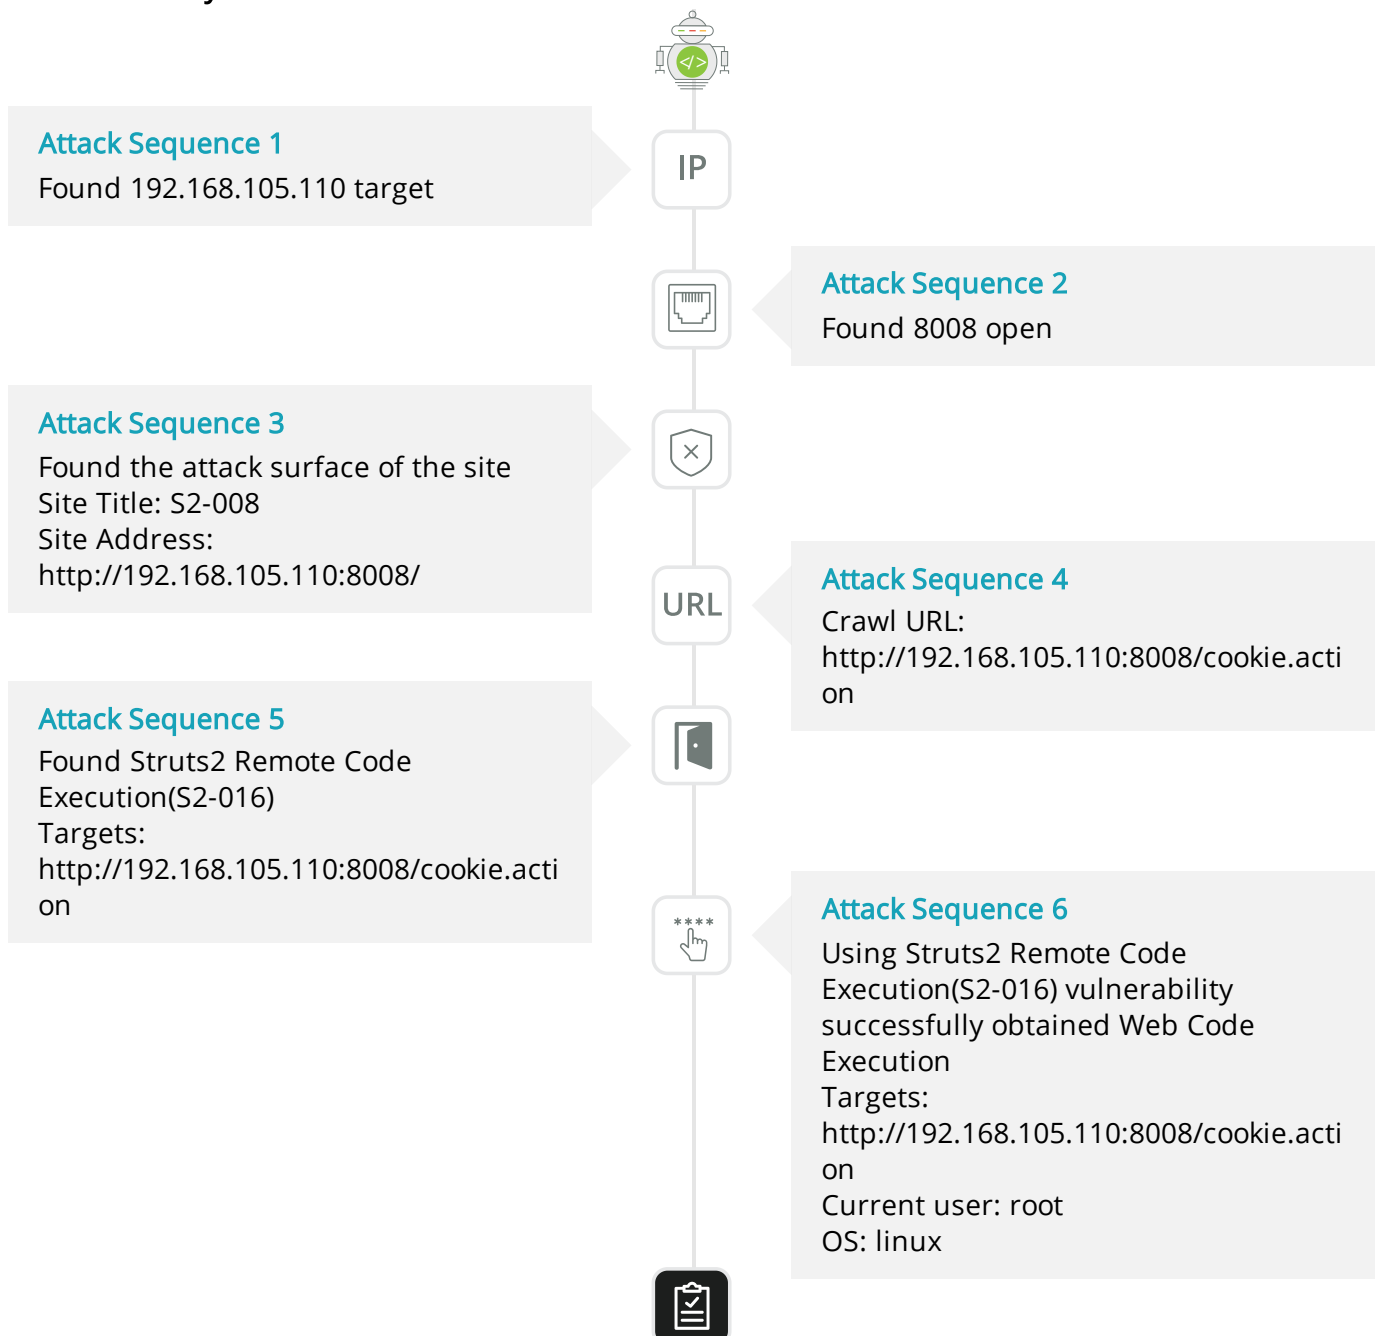 IP
Attack Sequence 1
Found 192.168.105.110 target
Attack Sequence 2
Found 8008 open
Attack Sequence 3
Found the attack surface of the site
Site Title: S2-008
Site Address:
http://192.168.105.110:8008/
URL
Attack Sequence 4
Crawl URL:
http://192.168.105.110:8008/cookie.acti
on
Attack Sequence 5
Found Struts2 Remote Code
Execution(S2-016)
Targets:
http://192.168.105.110:8008/cookie.acti
on
****
Attack Sequence 6
Using Struts2 Remote Code
Execution(S2-016) vulnerability
successfully obtained Web Code
Execution
Targets:
http://192.168.105.110:8008/cookie.acti
on
Current user: root
OS: linux